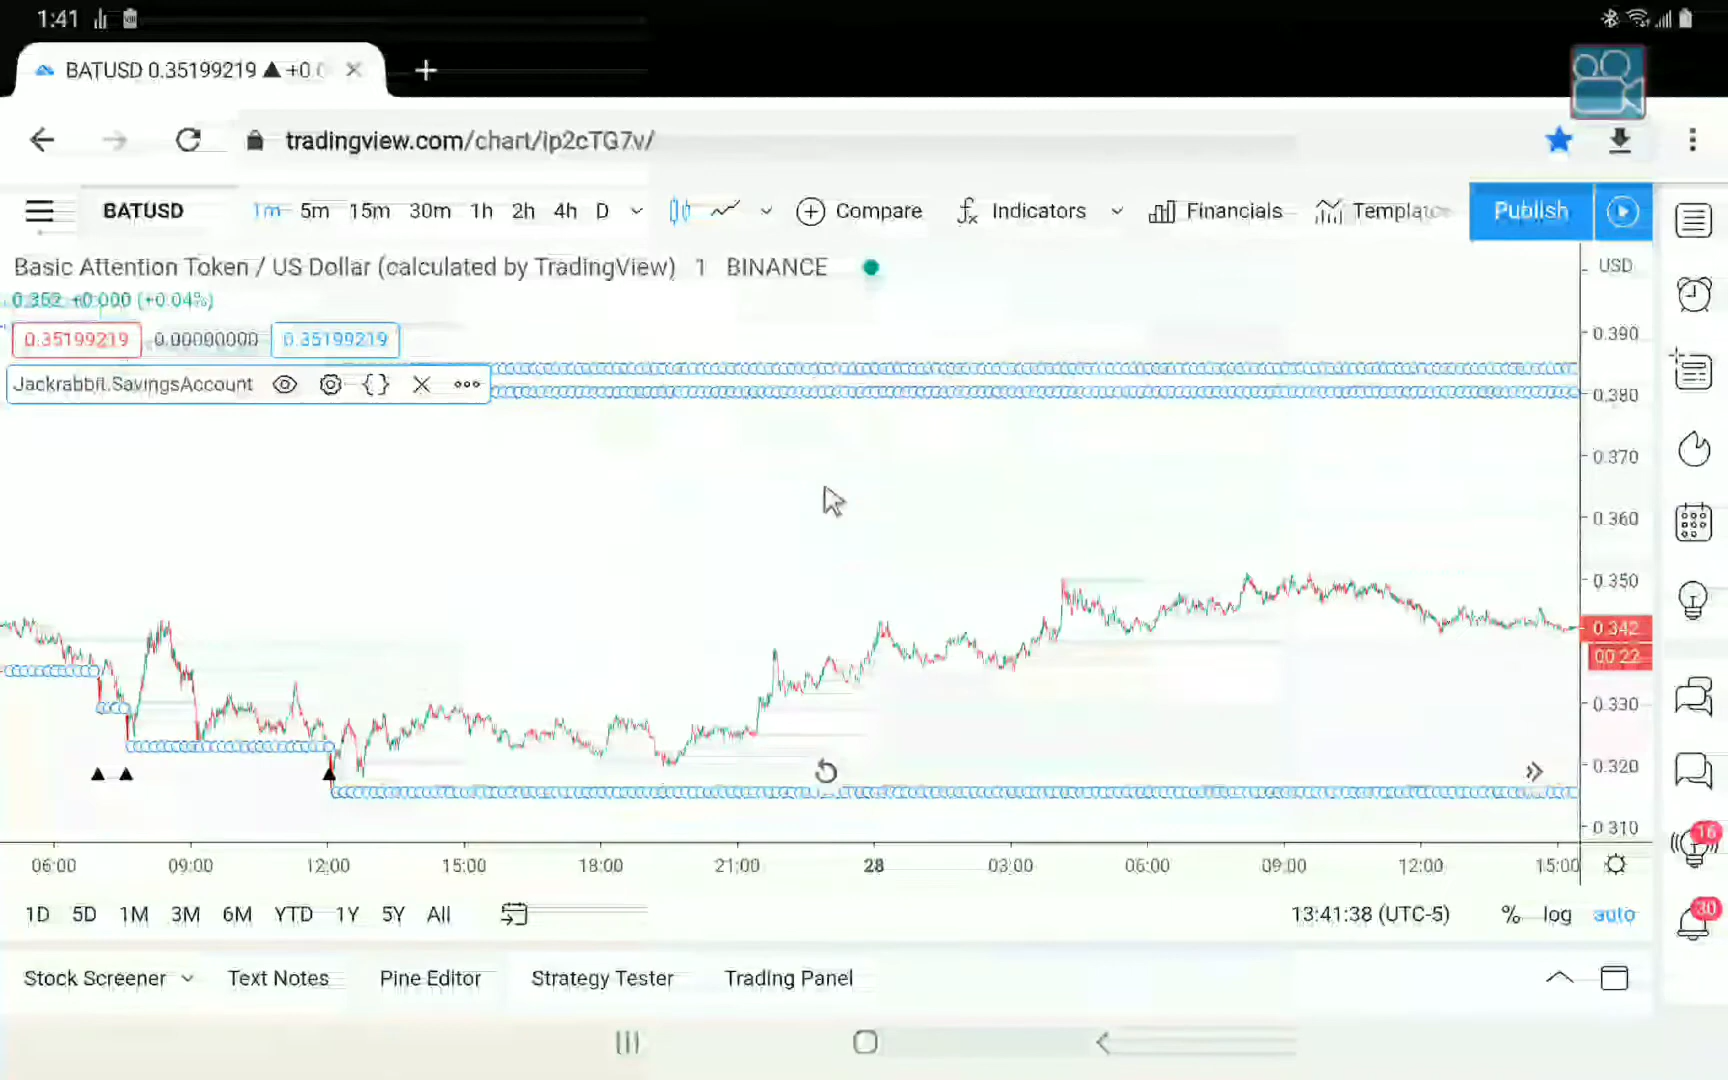 1:41
BATUSD 0.35199219 ▲ +0.0
tradingview.com/chart/ip2cTG7v/
BATUSD 1m 5m 15m 30m 1h 2h 4h D Compare Indicators Financials Templates Publish
Basic Attention Token / US Dollar (calculated by TradingView) 1 BINANCE USD
0.352 +0.000 (+0.04%)
0.35199219 0.00000000 0.35199219
Jackrabbit.SavingsAccount
0.390
0.380
0.370
0.360
0.350
0.342
00:22
0.330
0.320
0.310
16
06:00 09:00 12:00 15:00 18:00 21:00 28 03:00 06:00 09:00 12:00 15:00
30
1D 5D 1M 3M 6M YTD 1Y 5Y All 13:41:38 (UTC-5) % log auto
Stock Screener Text Notes Pine Editor Strategy Tester Trading Panel